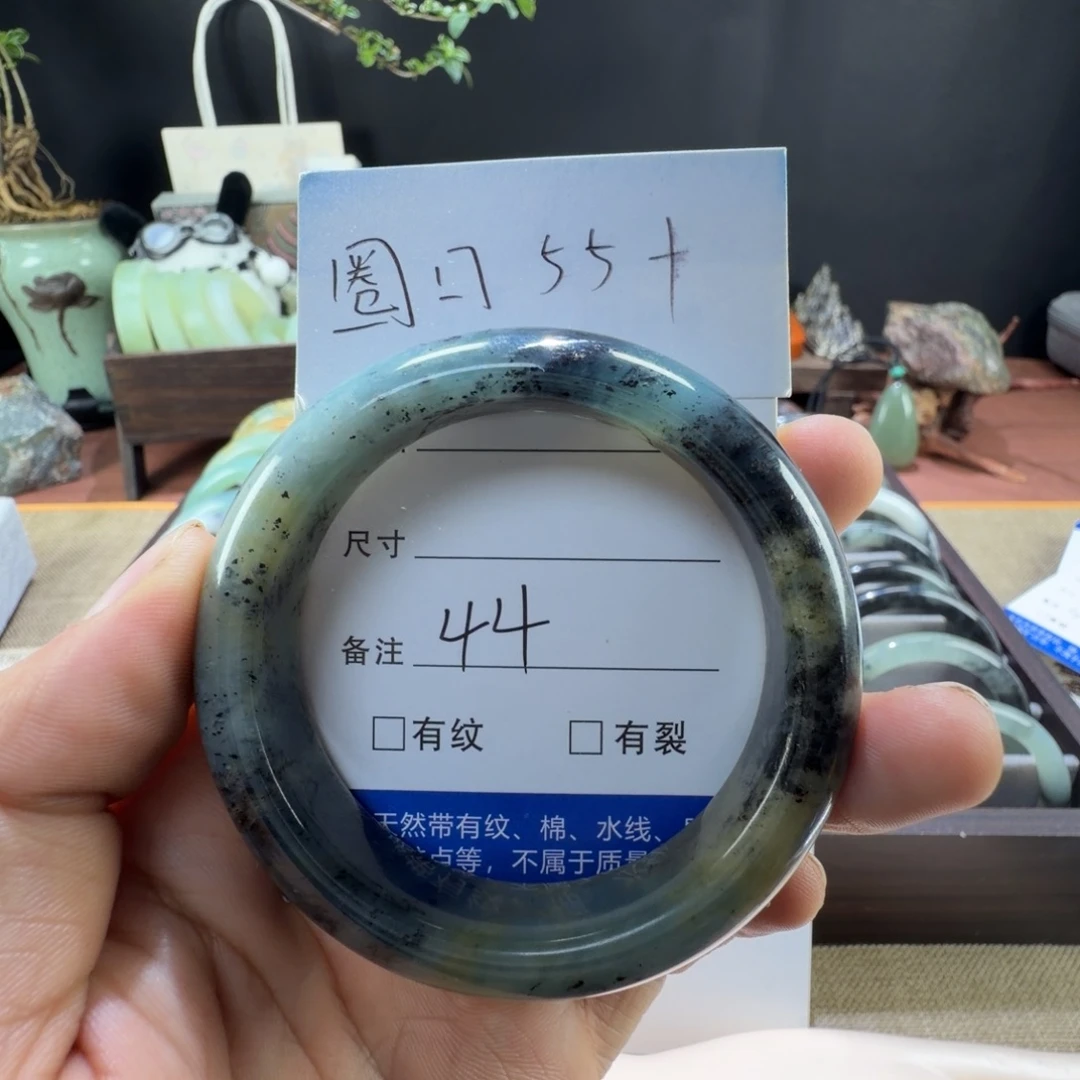 圈口 55+
尺寸
备注 44
□有纹 □有裂
天然带有纹、棉、水线、
点等，不属于质量